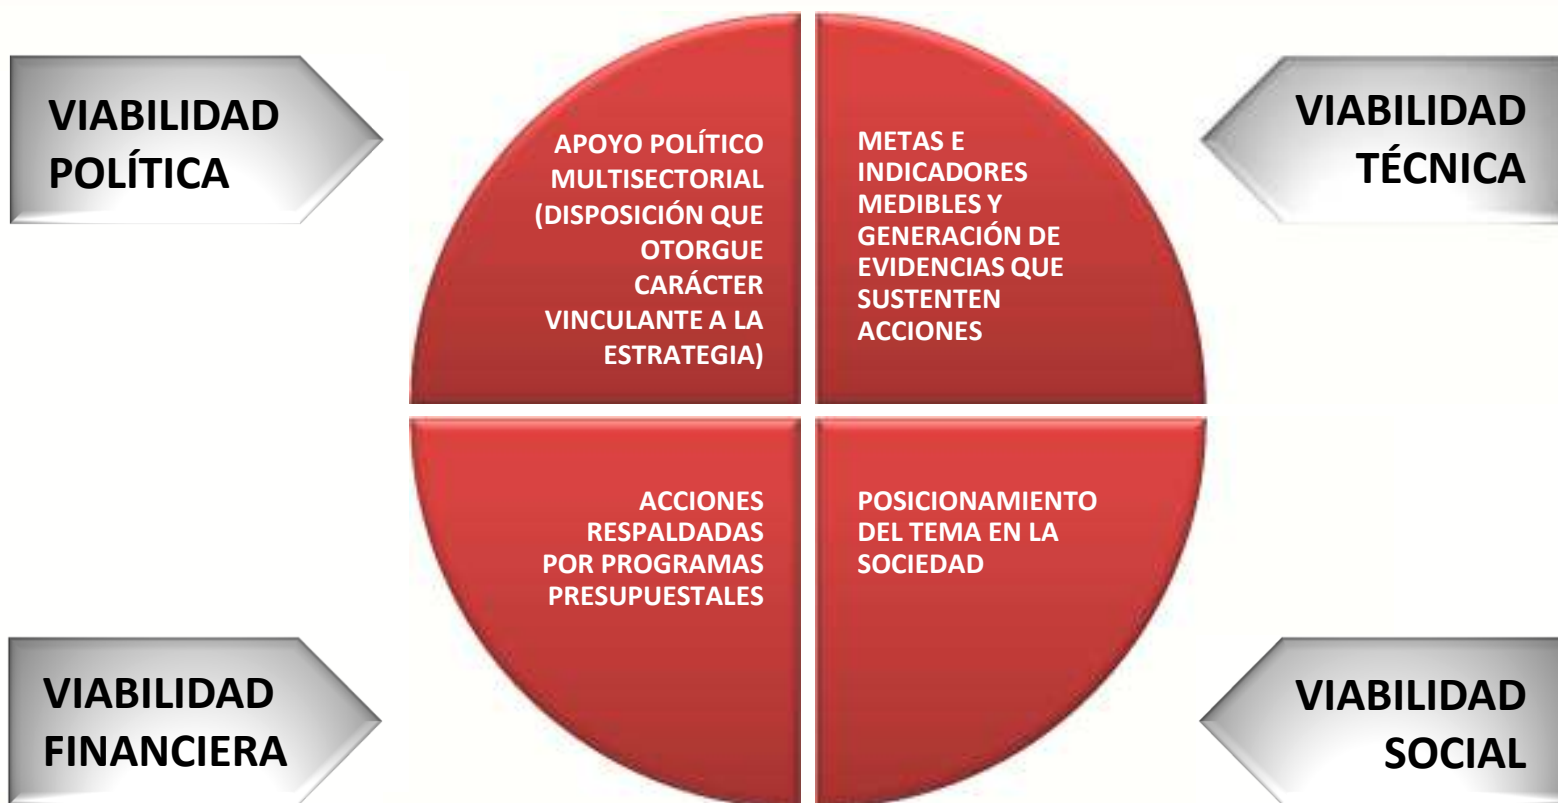 VIABILIDAD
POLÍTICA
APOYO POLÍTICO
MULTISECTORIAL
(DISPOSICIÓN QUE
OTORGUE
CARÁCTER
VINCULANTE A LA
ESTRATEGIA)
METAS E
INDICADORES
MEDIBLES Y
GENERACIÓN DE
EVIDENCIAS QUE
SUSTENTEN
ACCIONES
VIABILIDAD
TÉCNICA
VIABILIDAD
FINANCIERA
ACCIONES
RESPALDADAS
POR PROGRAMAS
PRESUPUESTALES
POSICIONAMIENTO
DEL TEMA EN LA
SOCIEDAD
VIABILIDAD
SOCIAL